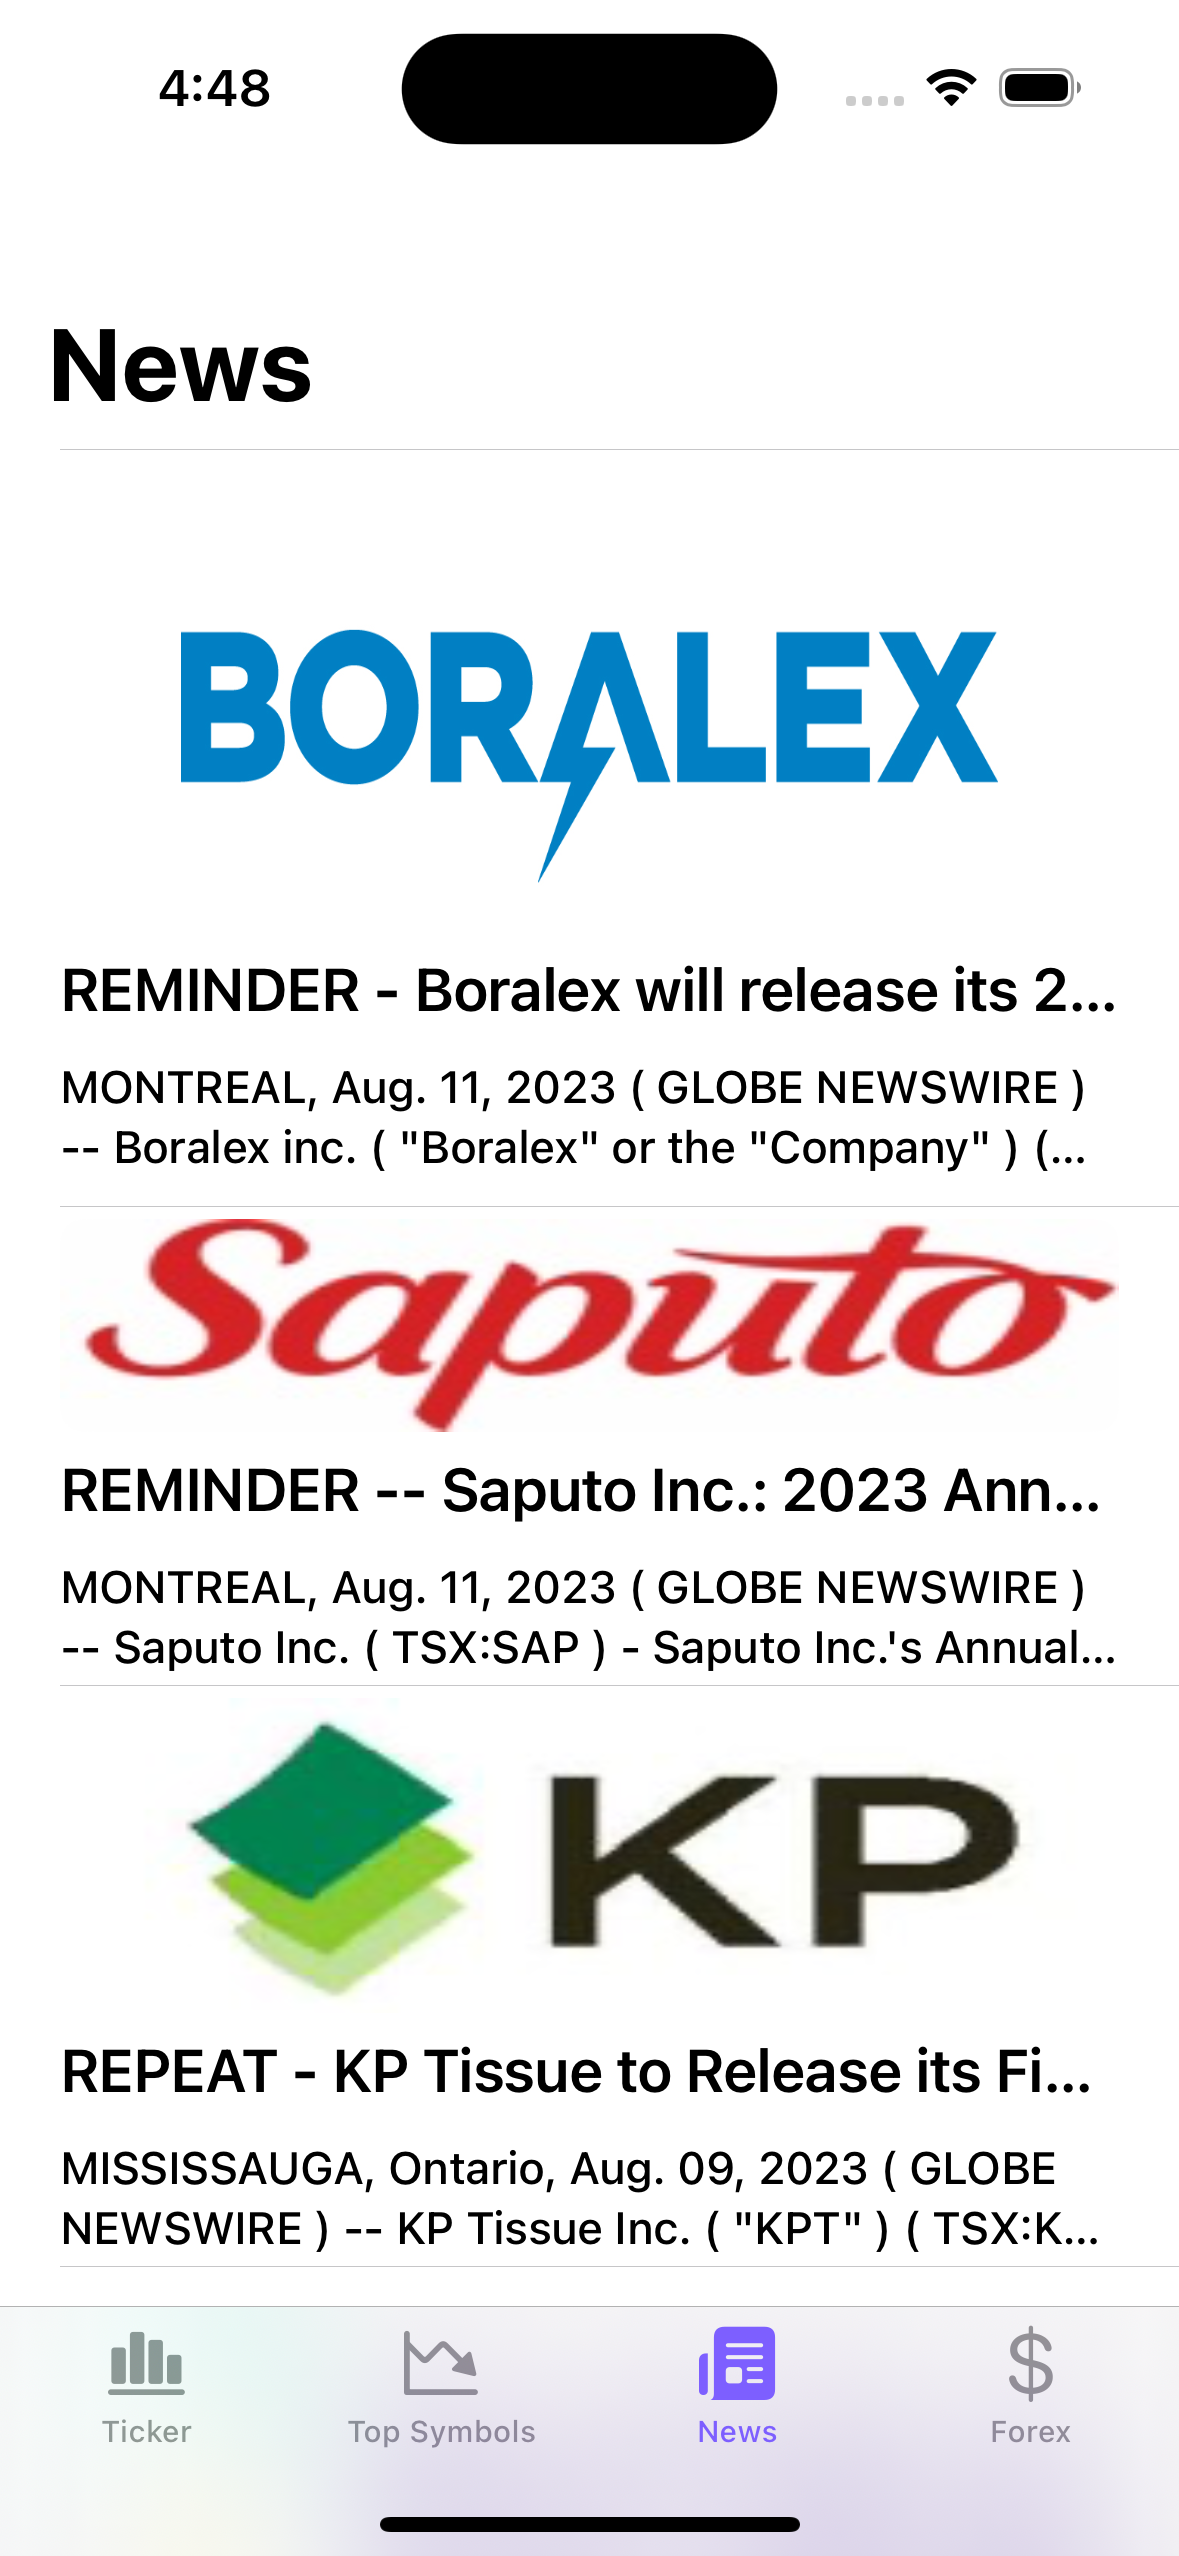 4:48
News
BORALEX
REMINDER - Boralex will release its 2...
MONTREAL, Aug. 11, 2023 ( GLOBE NEWSWIRE )
-- Boralex inc. ( "Boralex" or the "Company" ) (...
Saputo
REMINDER -- Saputo Inc.: 2023 Ann...
MONTREAL, Aug. 11, 2023 ( GLOBE NEWSWIRE )
-- Saputo Inc. ( TSX:SAP ) - Saputo Inc.'s Annual...
KP
REPEAT - KP Tissue to Release its Fi...
MISSISSAUGA, Ontario, Aug. 09, 2023 ( GLOBE
NEWSWIRE ) -- KP Tissue Inc. ( "KPT" ) ( TSX:K...
Ticker
Top Symbols
News
Forex